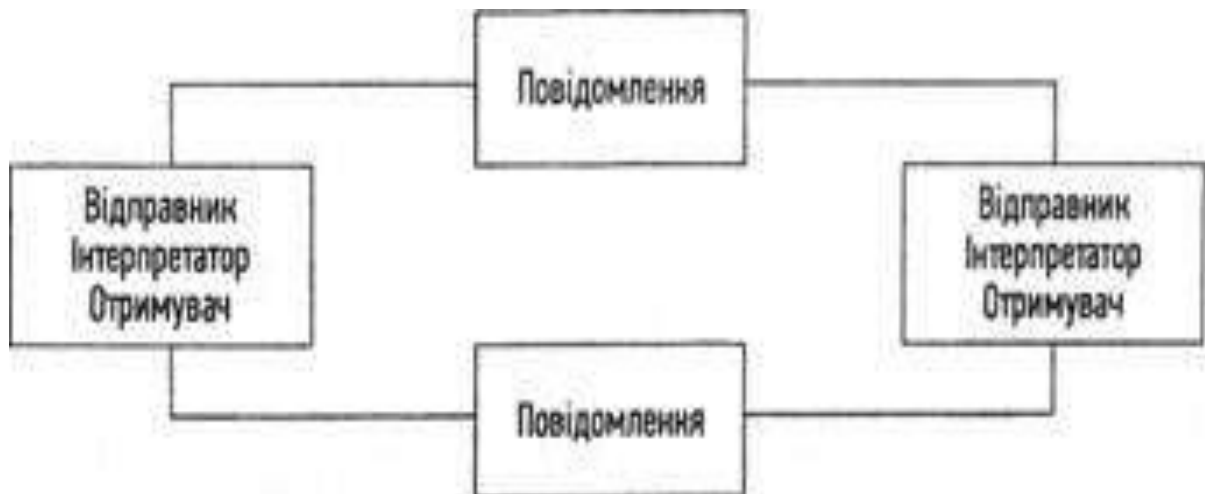 Повідомлення
Відправник
Інтерпретатор
Отримувач
Відправник
Інтерпретатор
Отримувач
Повідомлення